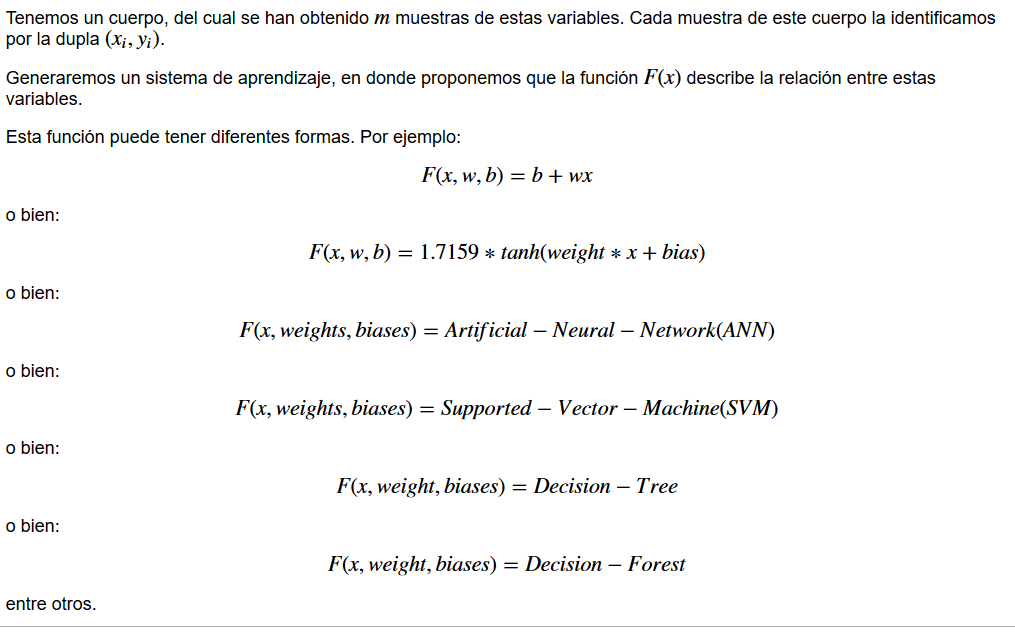 Tenemos un cuerpo, del cual se han obtenido m muestras de estas variables. Cada muestra de este cuerpo la identificamos
por la dupla (xᵢ, yᵢ).
Generaremos un sistema de aprendizaje, en donde proponemos que la función F(x) describe la relación entre estas
variables.
Esta función puede tener diferentes formas. Por ejemplo:
F(x, w, b) = b + wx
o bien:
F(x, w, b) = 1.7159 ∗ tanh(weight ∗ x + bias)
o bien:
F(x, weights, biases) = Artificial − Neural − Network(ANN)
o bien:
F(x, weights, biases) = Supported − Vector − Machine(SVM)
o bien:
F(x, weight, biases) = Decision − Tree
o bien:
F(x, weight, biases) = Decision − Forest
entre otros.